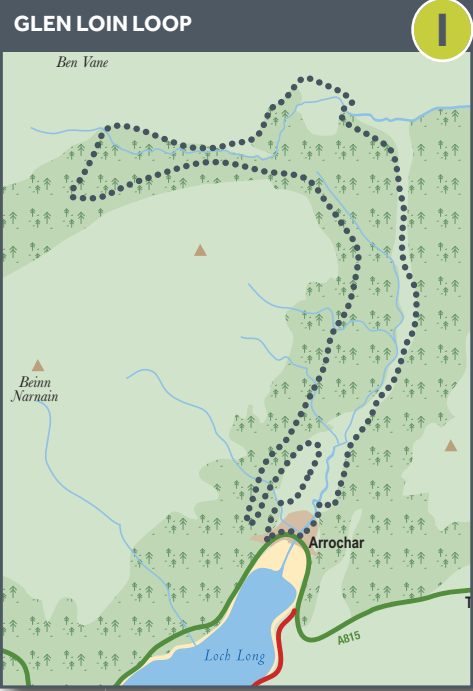 GLEN LOIN LOOP
I
Ben Vane
Beinn
Narnain
Arrochar
T
A815
Loch Long